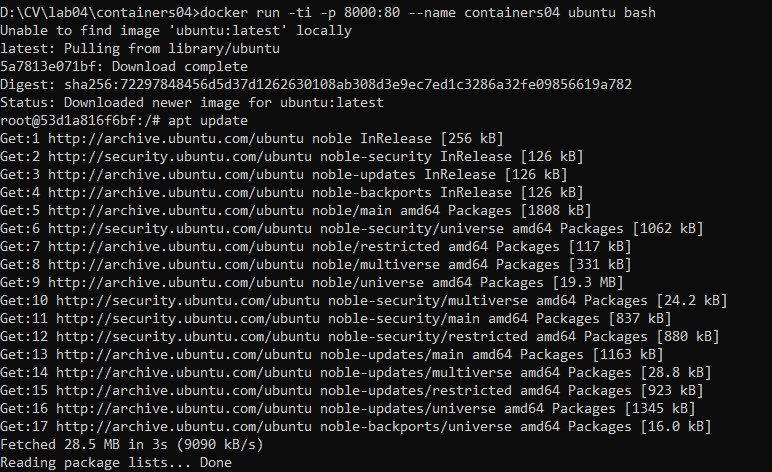 D:\CV\lab04\containers04>docker run -ti -p 8000:80 --name containers04 ubuntu bash
Unable to find image 'ubuntu:latest' locally
latest: Pulling from library/ubuntu
5a7813e071bf: Download complete
Digest: sha256:72297848456d5d37d1262630108ab308d3e9ec7ed1c3286a32fe09856619a782
Status: Downloaded newer image for ubuntu:latest
root@53d1a816f6bf:/# apt update
Get:1 http://archive.ubuntu.com/ubuntu noble InRelease [256 kB]
Get:2 http://security.ubuntu.com/ubuntu noble-security InRelease [126 kB]
Get:3 http://archive.ubuntu.com/ubuntu noble-updates InRelease [126 kB]
Get:4 http://archive.ubuntu.com/ubuntu noble-backports InRelease [126 kB]
Get:5 http://archive.ubuntu.com/ubuntu noble/main amd64 Packages [1808 kB]
Get:6 http://security.ubuntu.com/ubuntu noble-security/universe amd64 Packages [1062 kB]
Get:7 http://archive.ubuntu.com/ubuntu noble/restricted amd64 Packages [117 kB]
Get:8 http://archive.ubuntu.com/ubuntu noble/multiverse amd64 Packages [331 kB]
Get:9 http://archive.ubuntu.com/ubuntu noble/universe amd64 Packages [19.3 MB]
Get:10 http://security.ubuntu.com/ubuntu noble-security/multiverse amd64 Packages [24.2 kB]
Get:11 http://security.ubuntu.com/ubuntu noble-security/main amd64 Packages [837 kB]
Get:12 http://security.ubuntu.com/ubuntu noble-security/restricted amd64 Packages [880 kB]
Get:13 http://archive.ubuntu.com/ubuntu noble-updates/main amd64 Packages [1163 kB]
Get:14 http://archive.ubuntu.com/ubuntu noble-updates/multiverse amd64 Packages [28.8 kB]
Get:15 http://archive.ubuntu.com/ubuntu noble-updates/restricted amd64 Packages [923 kB]
Get:16 http://archive.ubuntu.com/ubuntu noble-updates/universe amd64 Packages [1345 kB]
Get:17 http://archive.ubuntu.com/ubuntu noble-backports/universe amd64 Packages [16.0 kB]
Fetched 28.5 MB in 3s (9090 kB/s)
Reading package lists... Done